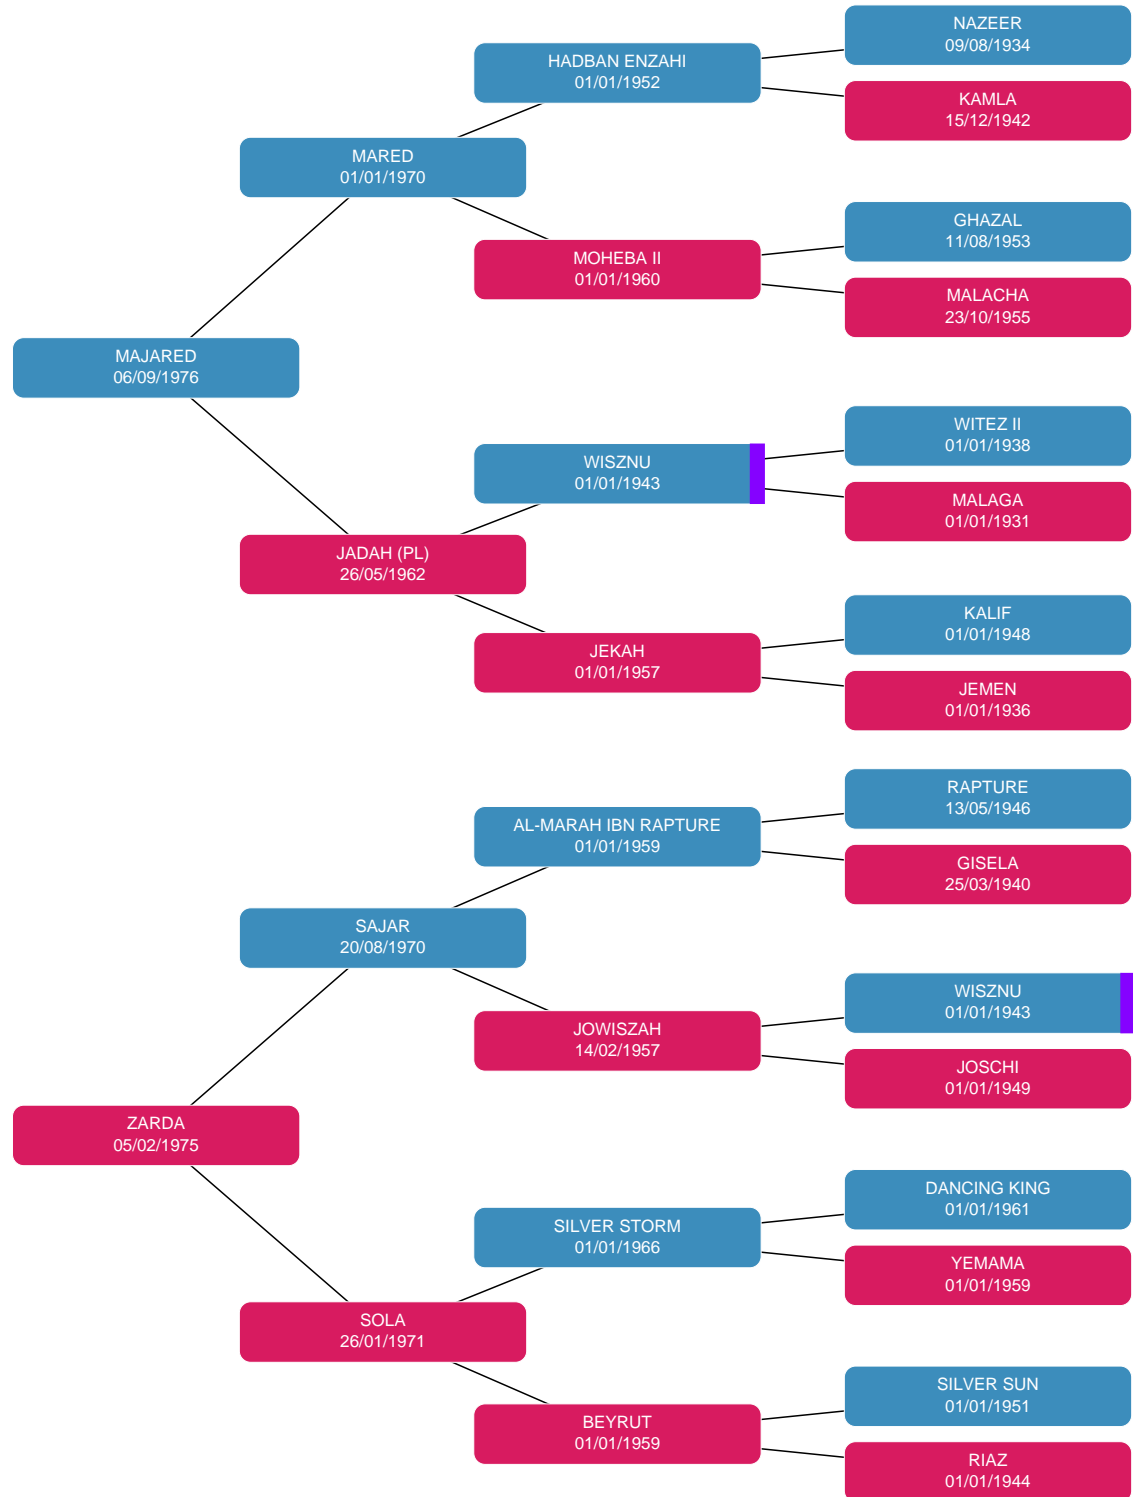 NAZEER
09/08/1934
HADBAN ENZAHI
01/01/1952
KAMLA
15/12/1942
MARED
01/01/1970
GHAZAL
11/08/1953
MOHEBA II
01/01/1960
MALACHA
23/10/1955
MAJARED
06/09/1976
WITEZ II
01/01/1938
WISZNU
01/01/1943
MALAGA
01/01/1931
JADAH (PL)
26/05/1962
KALIF
01/01/1948
JEKAH
01/01/1957
JEMEN
01/01/1936
RAPTURE
13/05/1946
AL-MARAH IBN RAPTURE
01/01/1959
GISELA
25/03/1940
SAJAR
20/08/1970
WISZNU
01/01/1943
JOWISZAH
14/02/1957
JOSCHI
01/01/1949
ZARDA
05/02/1975
DANCING KING
01/01/1961
SILVER STORM
01/01/1966
YEMAMA
01/01/1959
SOLA
26/01/1971
SILVER SUN
01/01/1951
BEYRUT
01/01/1959
RIAZ
01/01/1944